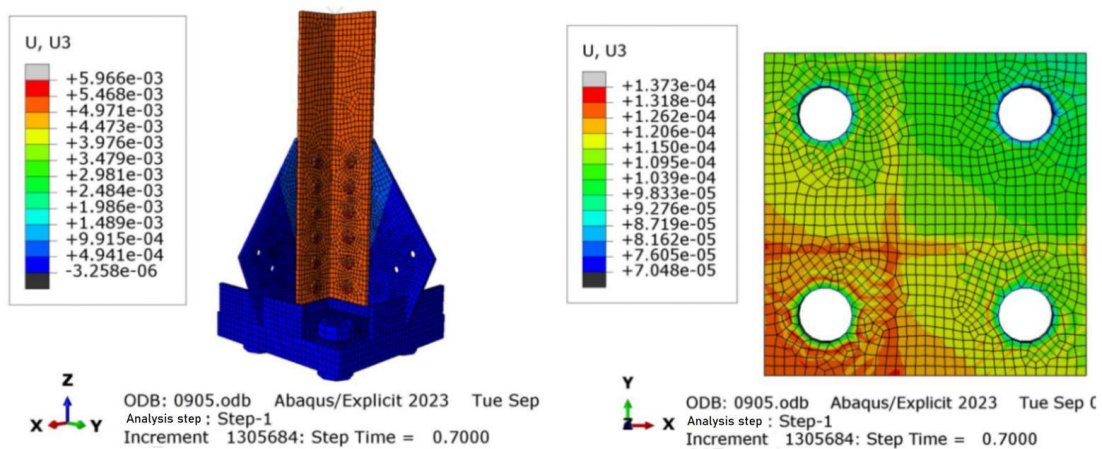 U, U3
+5.966e-03
+5.468e-03
+4.971e-03
+4.473e-03
+3.976e-03
+3.479e-03
+2.981e-03
+2.484e-03
+1.986e-03
+1.489e-03
+9.915e-04
+4.941e-04
-3.258e-06
Z
X
Y
ODB: 0905.odb Abaqus/Explicit 2023 Tue Sep
Analysis step : Step-1
Increment 1305684: Step Time = 0.7000
U, U3
+1.373e-04
+1.318e-04
+1.262e-04
+1.206e-04
+1.150e-04
+1.095e-04
+1.039e-04
+9.833e-05
+9.276e-05
+8.719e-05
+8.162e-05
+7.605e-05
+7.048e-05
Y
Z
X
ODB: 0905.odb Abaqus/Explicit 2023 Tue Sep 0
Analysis step : Step-1
Increment 1305684: Step Time = 0.7000